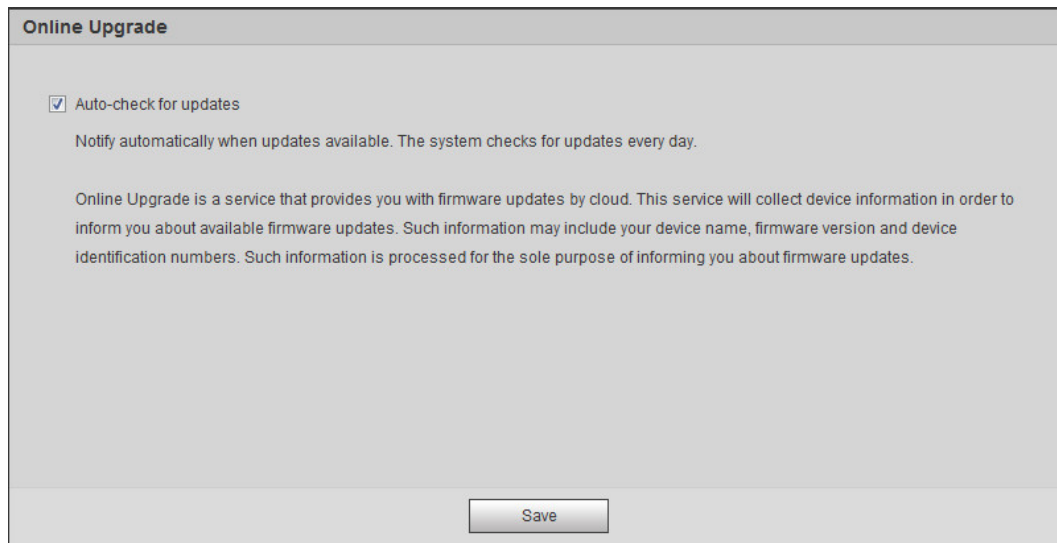 Online Upgrade
Auto-check for updates
Notify automatically when updates available. The system checks for updates every day.
Online Upgrade is a service that provides you with firmware updates by cloud. This service will collect device information in order to
inform you about available firmware updates. Such information may include your device name, firmware version and device
identification numbers. Such information is processed for the sole purpose of informing you about firmware updates.
Save